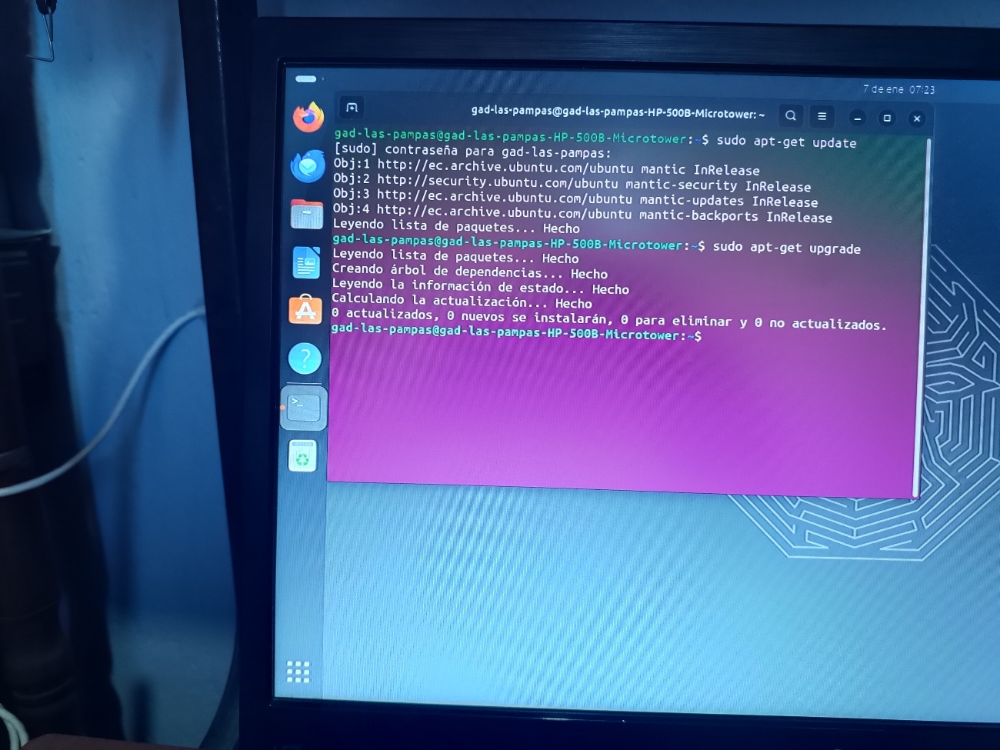 7 de ene 07:23
gad-las-pampas@gad-las-pampas-HP-500B-Microtower: ~
gad-las-pampas@gad-las-pampas-HP-500B-Microtower:~$ sudo apt-get update
[sudo] contraseña para gad-las-pampas:
Obj:1 http://ec.archive.ubuntu.com/ubuntu mantic InRelease
Obj:2 http://security.ubuntu.com/ubuntu mantic-security InRelease
Obj:3 http://ec.archive.ubuntu.com/ubuntu mantic-updates InRelease
Obj:4 http://ec.archive.ubuntu.com/ubuntu mantic-backports InRelease
Leyendo lista de paquetes... Hecho
gad-las-pampas@gad-las-pampas-HP-500B-Microtower:~$ sudo apt-get upgrade
Leyendo lista de paquetes... Hecho
Creando árbol de dependencias... Hecho
Leyendo la información de estado... Hecho
Calculando la actualización... Hecho
0 actualizados, 0 nuevos se instalarán, 0 para eliminar y 0 no actualizados.
gad-las-pampas@gad-las-pampas-HP-500B-Microtower:~$